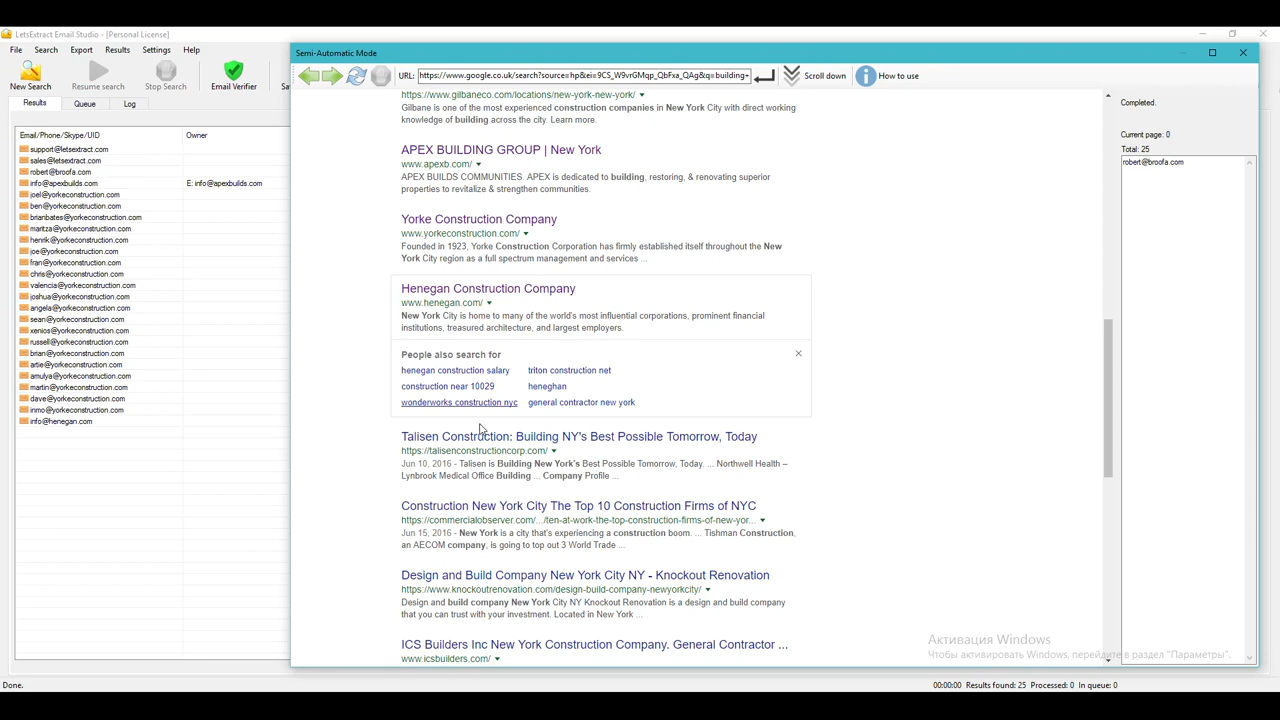 LetsExtract Email Studio - [Personal License]
File Search Export Results Settings Help
New Search Resume search Stop Search Email Verifier
Results Queue Log
Email/Phone/Skype/UID Owner
support@letsextract.com
sales@letsextract.com
robert@broofa.com
info@apexbuilds.com E: info@apexbuilds.com
joel@yorkeconstruction.com
ben@yorkeconstruction.com
brianbates@yorkeconstruction.com
maritza@yorkeconstruction.com
henrik@yorkeconstruction.com
joe@yorkeconstruction.com
fran@yorkeconstruction.com
chris@yorkeconstruction.com
valencia@yorkeconstruction.com
joshua@yorkeconstruction.com
angela@yorkeconstruction.com
sean@yorkeconstruction.com
xenios@yorkeconstruction.com
russell@yorkeconstruction.com
brian@yorkeconstruction.com
artie@yorkeconstruction.com
amulya@yorkeconstruction.com
martin@yorkeconstruction.com
dave@yorkeconstruction.com
inmo@yorkeconstruction.com
info@henegan.com
Semi-Automatic Mode
URL: https://www.google.co.uk/search?source=hp&ei=9CS_W9vrGMqp_QbFxa_QAg&q=building+ Scroll down How to use
https://www.gilbaneco.com/locations/new-york-new-york/
Gilbane is one of the most experienced construction companies in New York City with direct working
knowledge of building across the city. Learn more.
APEX BUILDING GROUP | New York
www.apexb.com/
APEX BUILDS COMMUNITIES. APEX is dedicated to building, restoring, & renovating superior
properties to revitalize & strengthen communities.
Yorke Construction Company
www.yorkeconstruction.com/
Founded in 1923, Yorke Construction Corporation has firmly established itself throughout the New
York City region as a full spectrum management and services ...
Henegan Construction Company
www.henegan.com/
New York City is home to many of the world's most influential corporations, prominent financial
institutions, treasured architecture, and largest employers.
People also search for
henegan construction salary triton construction net
construction near 10029 heneghan
wonderworks construction nyc general contractor new york
Talisen Construction: Building NY's Best Possible Tomorrow, Today
https://talisenconstructioncorp.com/
Jun 10, 2016 - Talisen is Building New York's Best Possible Tomorrow, Today. ... Northwell Health –
Lynbrook Medical Office Building ... Company Profile ...
Construction New York City The Top 10 Construction Firms of NYC
https://commercialobserver.com/.../ten-at-work-the-top-construction-firms-of-new-yor...
Jun 15, 2016 - New York is a city that's experiencing a construction boom. ... Tishman Construction,
an AECOM company, is going to top out 3 World Trade ...
Design and Build Company New York City NY - Knockout Renovation
https://www.knockoutrenovation.com/design-build-company-newyorkcity/
Design and build company New York City NY Knockout Renovation is a design and build company
that you can trust with your investment. Located in New York ...
ICS Builders Inc New York Construction Company. General Contractor ...
www.icsbuilders.com/
Completed.
Current page: 0
Total: 25
robert@broofa.com
Активация Windows
Чтобы активировать Windows, перейдите в раздел "Параметры".
Done. 00:00:00 Results found: 25 Processed: 0 In queue: 0